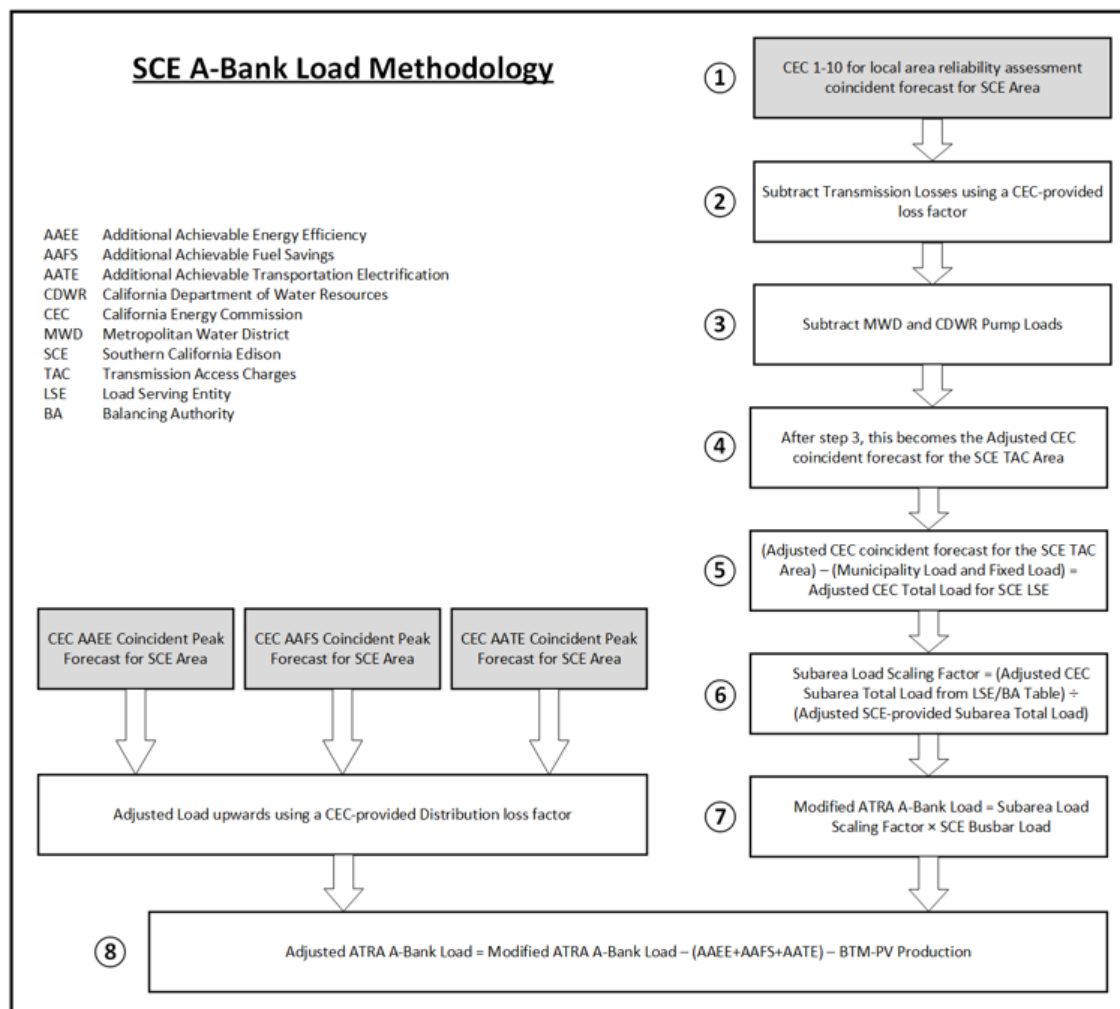 SCE A-Bank Load Methodology
AAEE Additional Achievable Energy Efficiency
AAFS Additional Achievable Fuel Savings
AATE Additional Achievable Transportation Electrification
CDWR California Department of Water Resources
CEC California Energy Commission
MWD Metropolitan Water District
SCE Southern California Edison
TAC Transmission Access Charges
LSE Load Serving Entity
BA Balancing Authority
1
CEC 1-10 for local area reliability assessment
coincident forecast for SCE Area
2
Subtract Transmission Losses using a CEC-provided
loss factor
3
Subtract MWD and CDWR Pump Loads
4
After step 3, this becomes the Adjusted CEC
coincident forecast for the SCE TAC Area
5
(Adjusted CEC coincident forecast for the SCE TAC
Area) – (Municipality Load and Fixed Load) =
Adjusted CEC Total Load for SCE LSE
6
Subarea Load Scaling Factor = (Adjusted CEC
Subarea Total Load from LSE/BA Table) ÷
(Adjusted SCE-provided Subarea Total Load)
7
Modified ATRA A-Bank Load = Subarea Load
Scaling Factor × SCE Busbar Load
CEC AAEE Coincident Peak
Forecast for SCE Area
CEC AAFS Coincident Peak
Forecast for SCE Area
CEC AATE Coincident Peak
Forecast for SCE Area
Adjusted Load upwards using a CEC-provided Distribution loss factor
8
Adjusted ATRA A-Bank Load = Modified ATRA A-Bank Load – (AAEE+AAFS+AATE) – BTM-PV Production